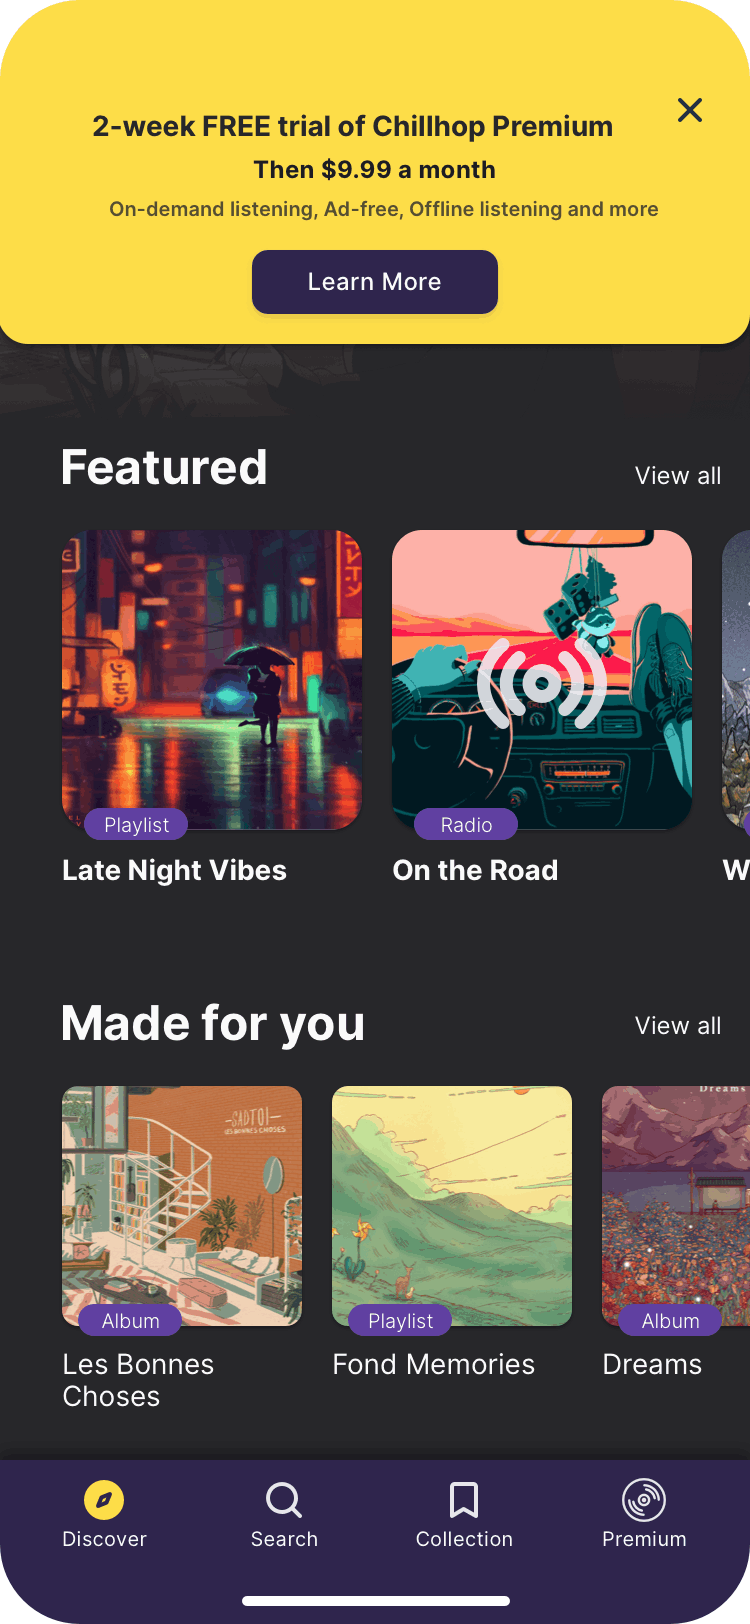 2-week FREE trial of Chillhop Premium
Then $9.99 a month
On-demand listening, Ad-free, Offline listening and more
Learn More
Featured
View all
Playlist
Radio
Late Night Vibes
On the Road
W
Made for you
View all
SADTOI
LES BONNES CHOSES
Dreams
Album
Playlist
Album
Les Bonnes
Choses
Fond Memories
Dreams
Discover
Search
Collection
Premium